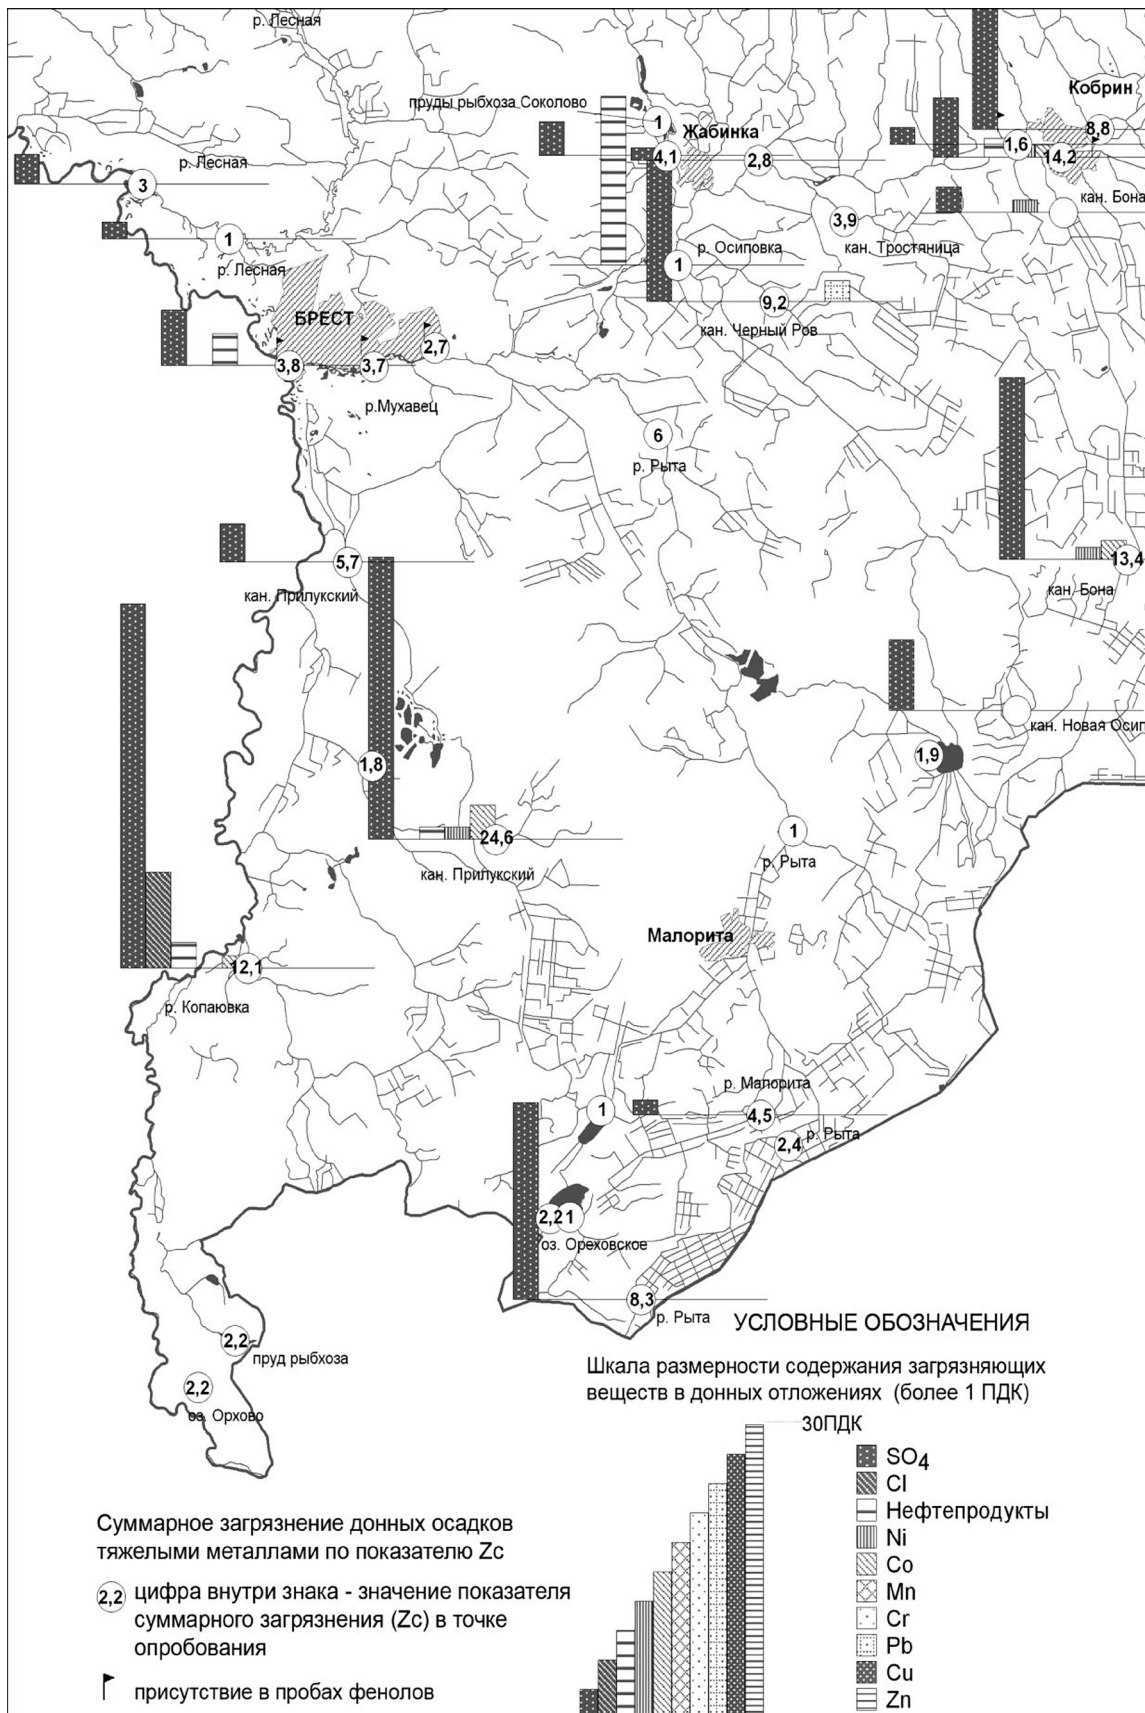 р. Лесная
Кобрин
пруды рыбхоза Соколово
1
Жабинка
8,8
1,6
р. Лесная
4,1
2,8
14,2
3
кан. Бона
3,9
1
р. Осиповка
кан. Тростяница
р. Лесная
1
9,2
БРЕСТ
кан. Черный Ров
2,7
3,8
3,7
р.Мухавец
6
р. Рыта
5,7
13,4
кан. Прилукский
кан. Бона
кан. Новая Осип
1,8
1,9
24,6
1
р. Рыта
кан. Прилукский
Малорита
12,1
р. Копаювка
р. Малорита
1
4,5
р. Рыта
2,4
2,2
1
оз. Ореховское
8,3
р. Рыта
2,2
пруд рыбхоза
2,2
оз. Орхово
УСЛОВНЫЕ ОБОЗНАЧЕНИЯ
Шкала размерности содержания загрязняющих
веществ в донных отложениях (более 1 ПДК)
30ПДК
SO4
Cl
Нефтепродукты
Ni
Co
Mn
Cr
Pb
Cu
Zn
Суммарное загрязнение донных осадков
тяжелыми металлами по показателю Zc
2,2
цифра внутри знака - значение показателя
суммарного загрязнения (Zc) в точке
опробования
присутствие в пробах фенолов